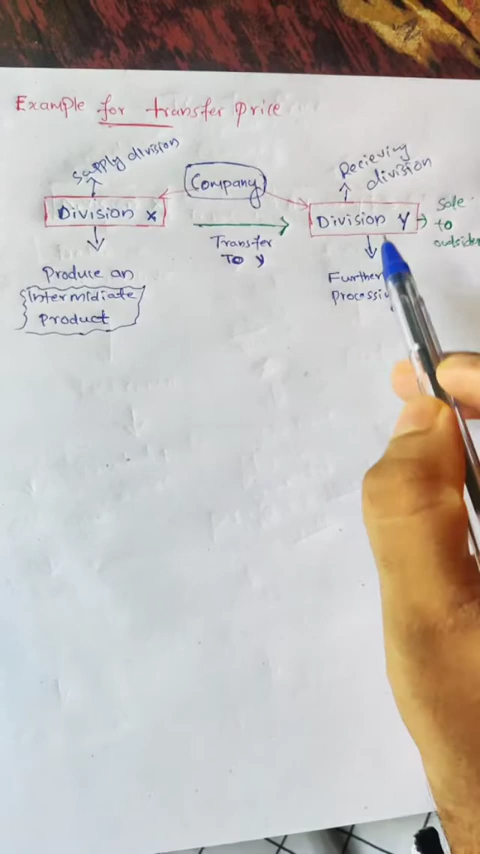 Example for transfer price
Supply division
Company
Recieving
division
Division X
Division Y
Sale
to
Transfer
To Y
Produce an
Intermidiate
Product
Further